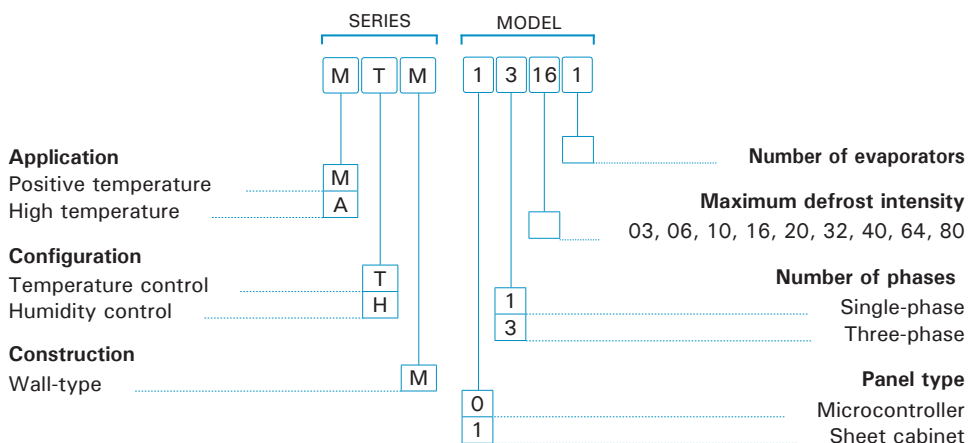 SERIES MODEL
M T M 1 3 16 1
Number of evaporators
Application
Positive temperature M
High temperature A
Maximum defrost intensity
03, 06, 10, 16, 20, 32, 40, 64, 80
Configuration
Temperature control T
Humidity control H
Number of phases
1 Single-phase
3 Three-phase
Construction
Wall-type M
Panel type
0 Microcontroller
1 Sheet cabinet